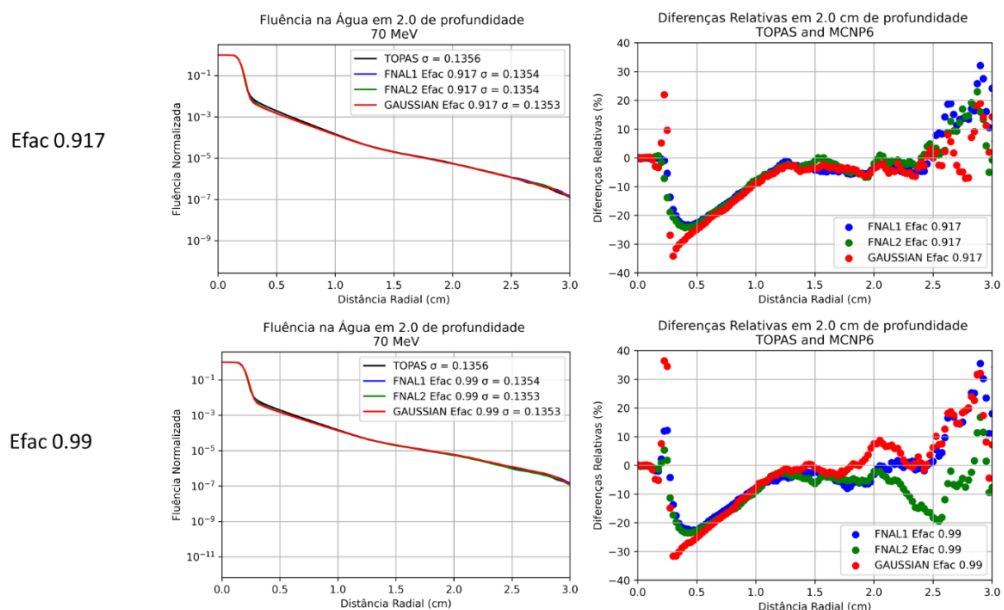 Efac 0.917
Fluência na Água em 2.0 de profundidade
70 MeV
TOPAS σ = 0.1356
FNAL1 Efac 0.917 σ = 0.1354
FNAL2 Efac 0.917 σ = 0.1354
GAUSSIAN Efac 0.917 σ = 0.1353
Fluência Normalizada
10⁻¹
10⁻³
10⁻⁵
10⁻⁷
10⁻⁹
0.0 0.5 1.0 1.5 2.0 2.5 3.0
Distância Radial (cm)
Diferenças Relativas em 2.0 cm de profundidade
TOPAS and MCNP6
Diferenças Relativas (%)
40
30
20
10
0
−10
−20
−30
−40
FNAL1 Efac 0.917
FNAL2 Efac 0.917
GAUSSIAN Efac 0.917
0.0 0.5 1.0 1.5 2.0 2.5 3.0
Distância Radial (cm)
Efac 0.99
Fluência na Água em 2.0 de profundidade
70 MeV
TOPAS σ = 0.1356
FNAL1 Efac 0.99 σ = 0.1354
FNAL2 Efac 0.99 σ = 0.1353
GAUSSIAN Efac 0.99 σ = 0.1353
Fluência Normalizada
10⁻¹
10⁻³
10⁻⁵
10⁻⁷
10⁻⁹
10⁻¹¹
0.0 0.5 1.0 1.5 2.0 2.5 3.0
Distância Radial (cm)
Diferenças Relativas em 2.0 cm de profundidade
TOPAS and MCNP6
Diferenças Relativas (%)
40
30
20
10
0
−10
−20
−30
−40
FNAL1 Efac 0.99
FNAL2 Efac 0.99
GAUSSIAN Efac 0.99
0.0 0.5 1.0 1.5 2.0 2.5 3.0
Distância Radial (cm)